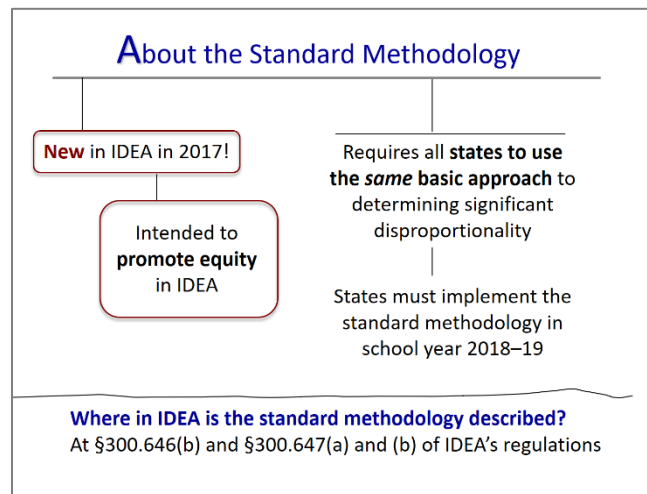 About the Standard Methodology
New in IDEA in 2017!
Intended to
promote equity
in IDEA
Requires all states to use
the same basic approach to
determining significant
disproportionality
States must implement the
standard methodology in
school year 2018–19
Where in IDEA is the standard methodology described?
At §300.646(b) and §300.647(a) and (b) of IDEA’s regulations